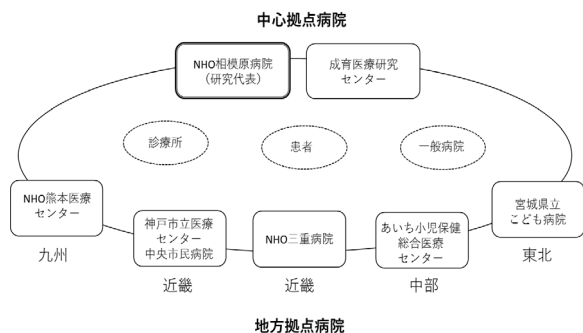 中心拠点病院
NHO相模原病院
（研究代表）
成育医療研究
センター
診療所
患者
一般病院
NHO熊本医療
センター
九州
神戸市立医療
センター
中央市民病院
近畿
NHO三重病院
近畿
あいち小児保健
総合医療
センター
中部
宮城県立
こども病院
東北
地方拠点病院